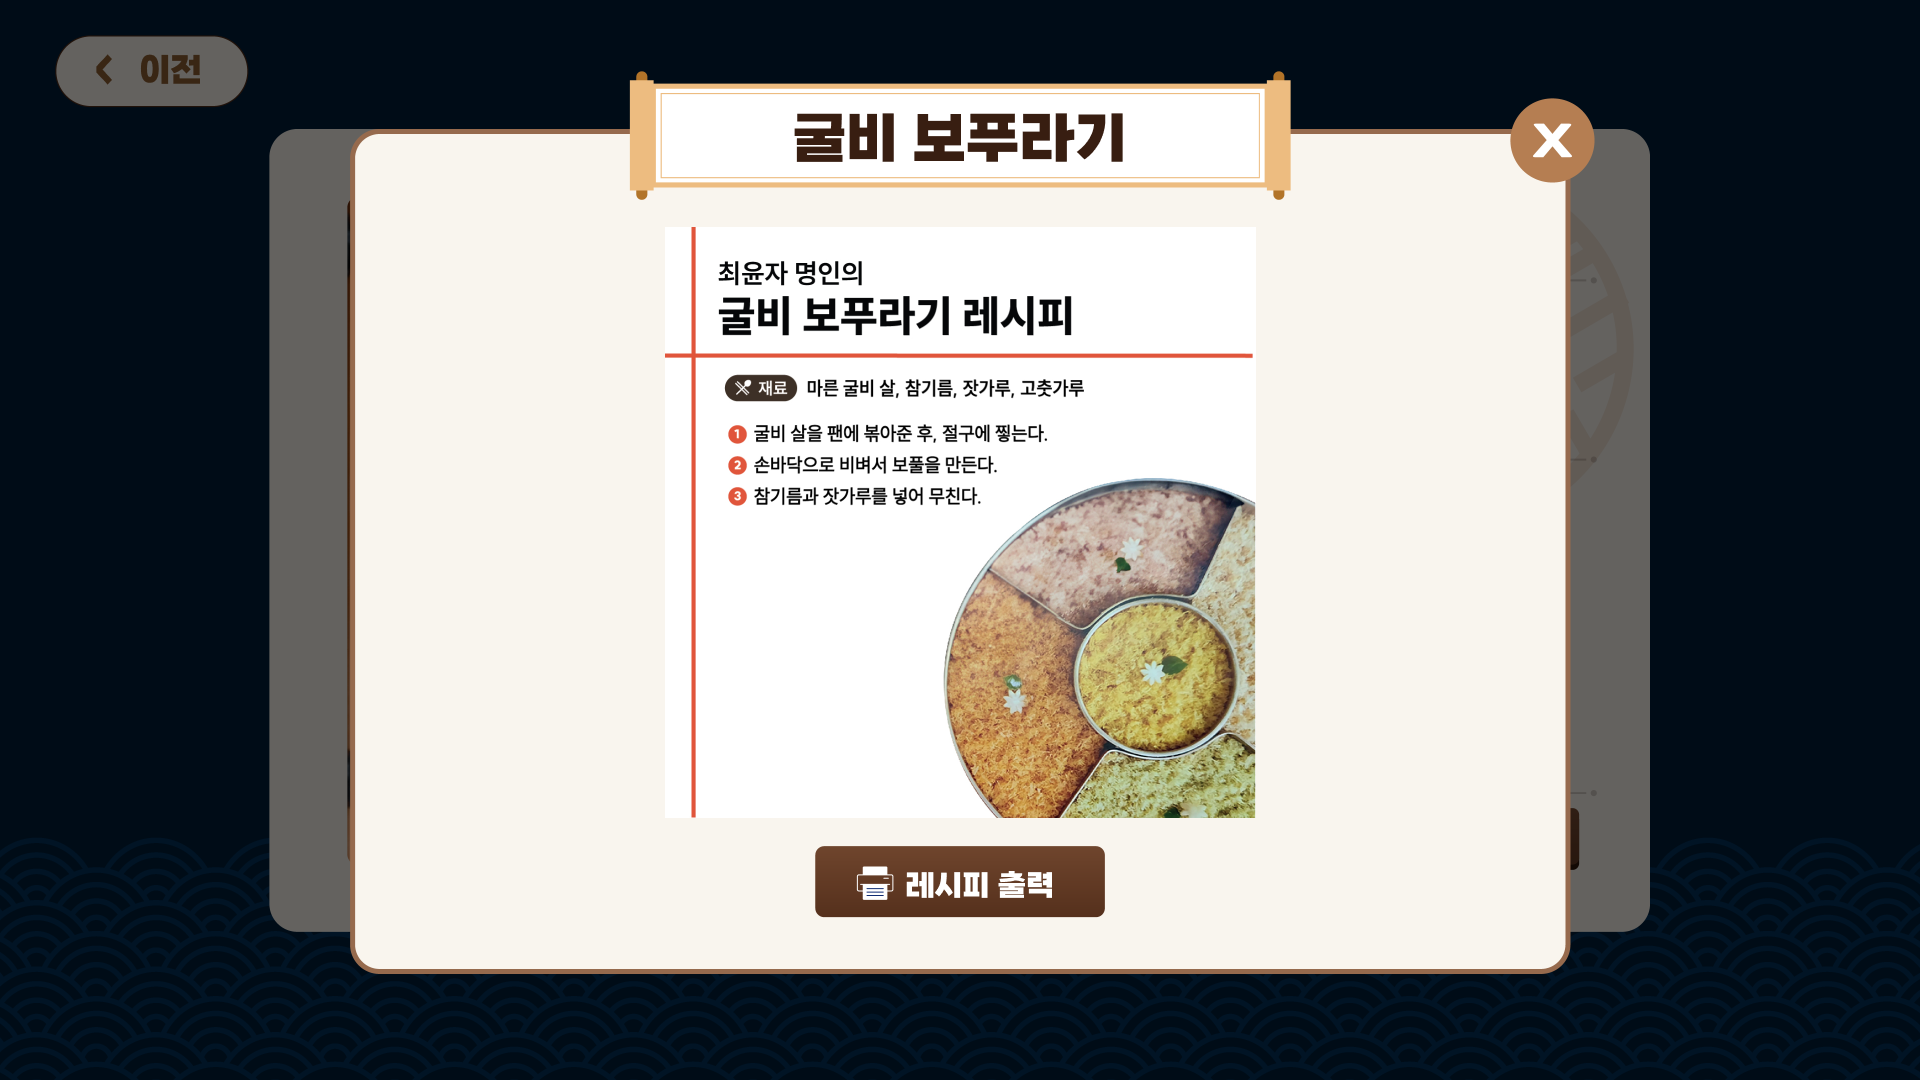 이전
굴비 보푸라기
X
최윤자 명인의
굴비 보푸라기 레시피
재료 마른 굴비 살, 참기름, 잣가루, 고춧가루
1 굴비 살을 팬에 볶아준 후, 절구에 찧는다.
2 손바닥으로 비벼서 보풀을 만든다.
3 참기름과 잣가루를 넣어 무친다.
레시피 출력